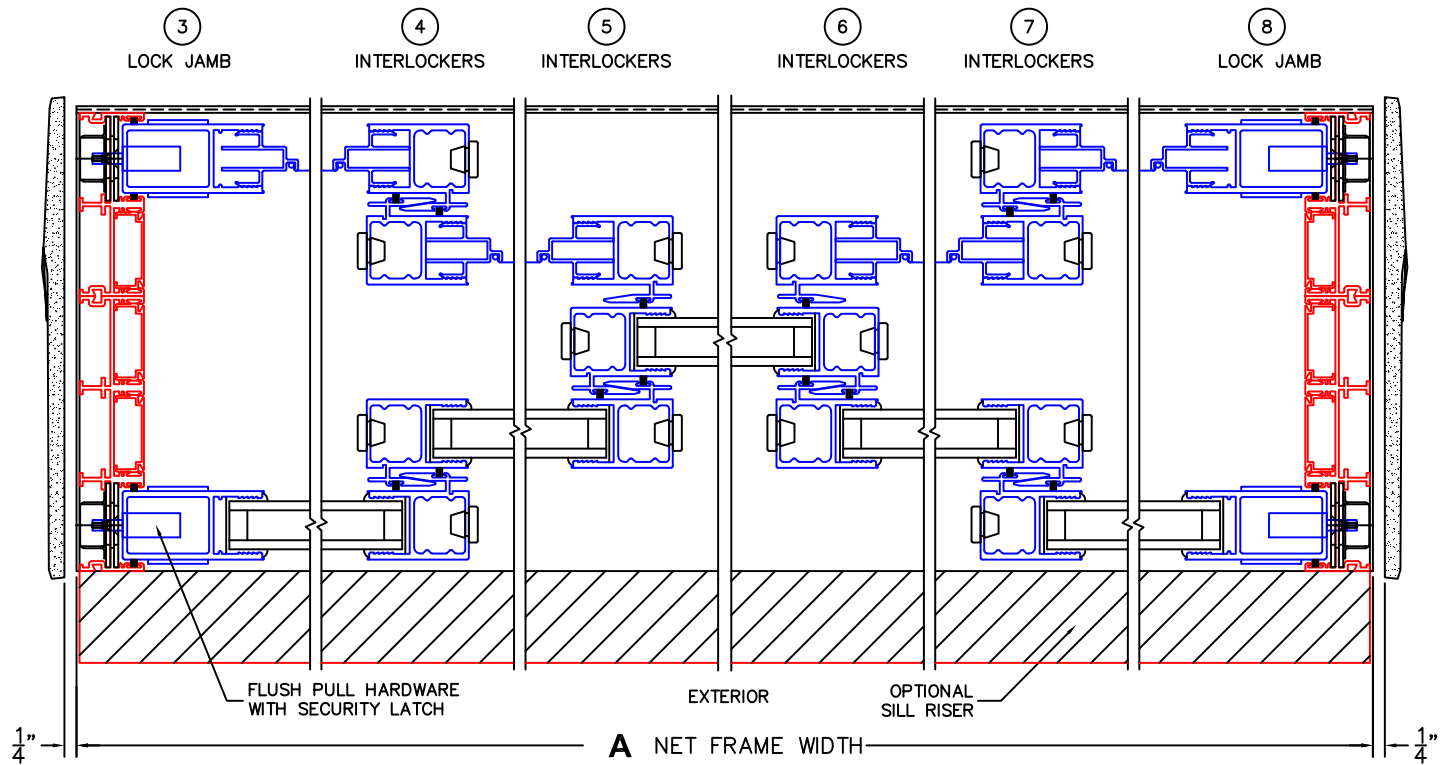 3 4 5 6 7 8
LOCK JAMB INTERLOCKERS INTERLOCKERS INTERLOCKERS INTERLOCKERS LOCK JAMB
FLUSH PULL HARDWARE
WITH SECURITY LATCH
EXTERIOR
OPTIONAL
SILL RISER
1/4" A NET FRAME WIDTH 1/4"